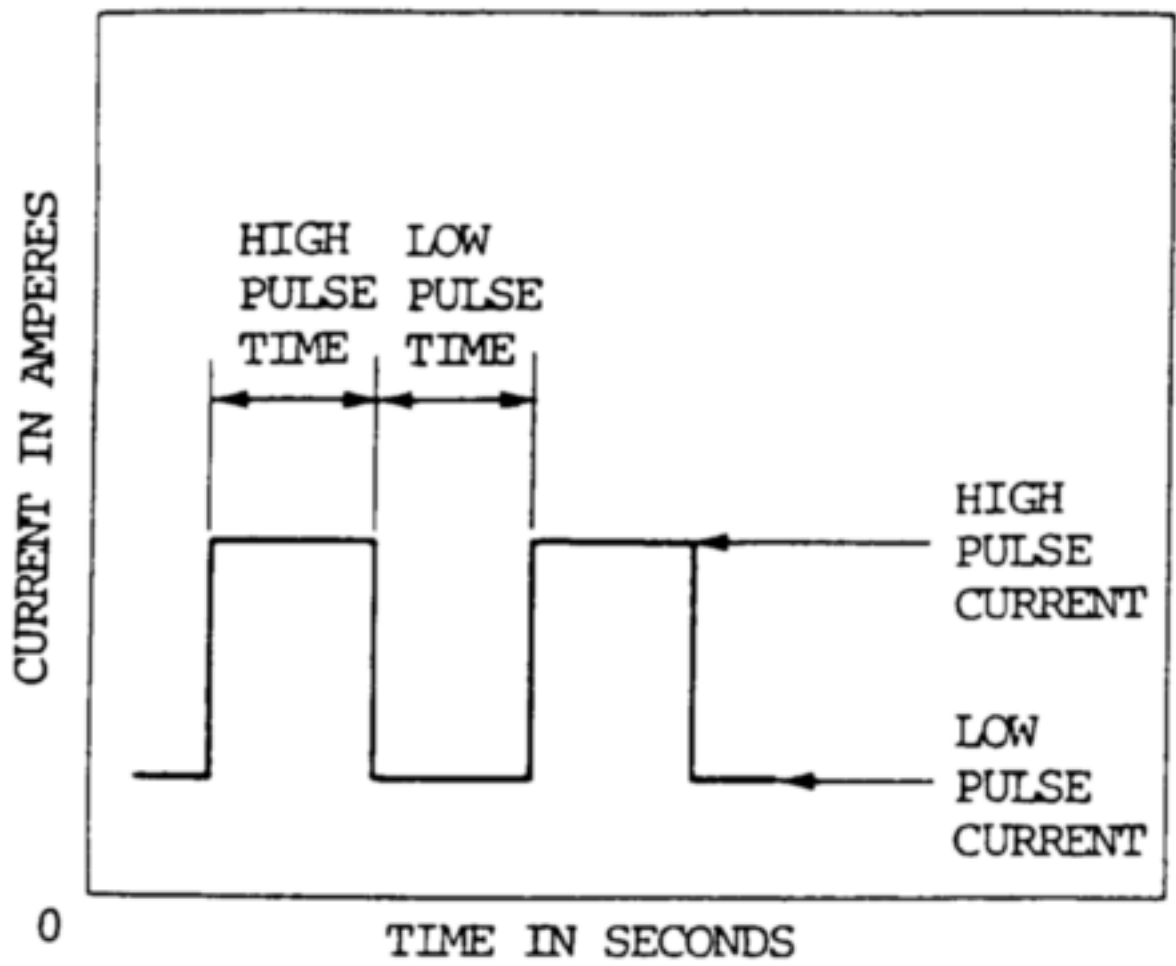 CURRENT IN AMPERES
HIGH
PULSE
TIME
LOW
PULSE
TIME
HIGH
PULSE
CURRENT
LOW
PULSE
CURRENT
0
TIME IN SECONDS